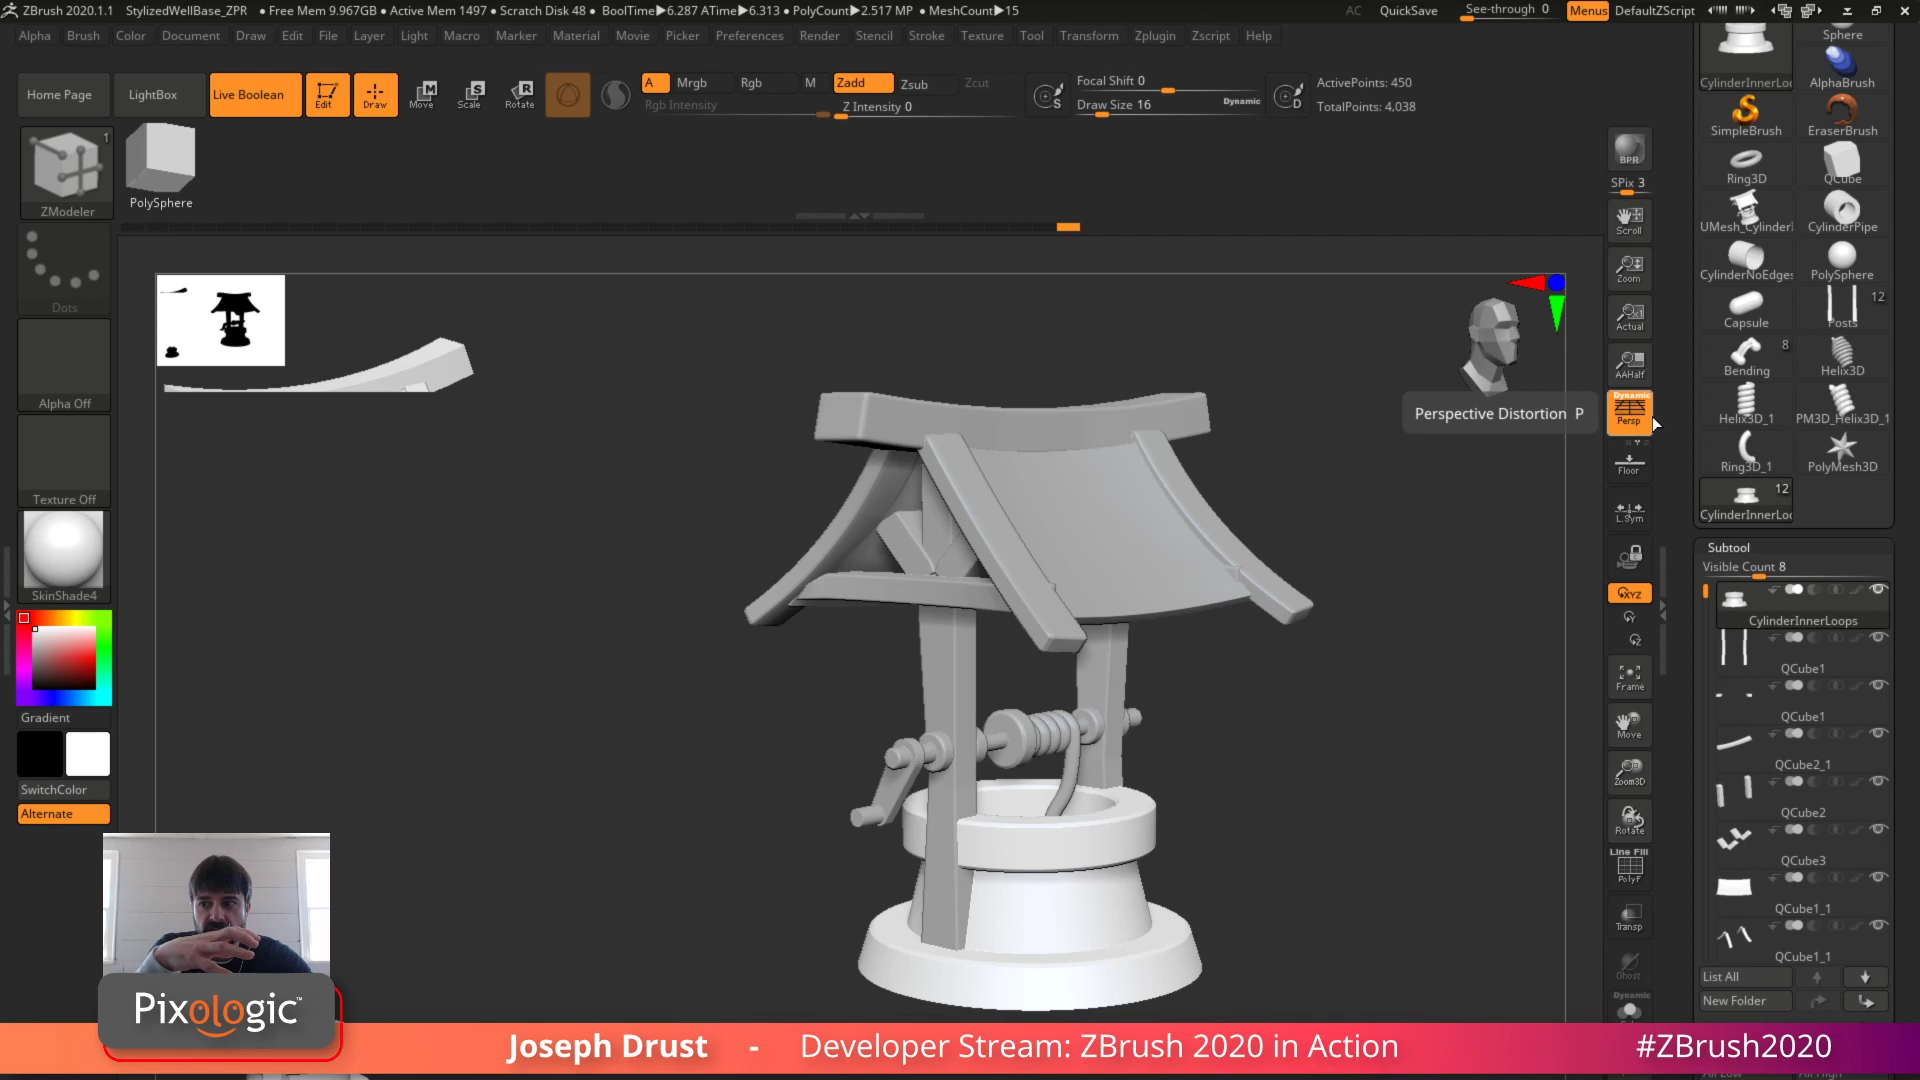 ZBrush 2020.1.1 StylizedWellBase_ZPR • Free Mem 9.967GB • Active Mem 1497 • Scratch Disk 48 • BoolTime▶6.287 ATime▶6.313 • PolyCount▶2.517 MP • MeshCount▶15 AC QuickSave See-through 0 Menus DefaultZScript
Alpha Brush Color Document Draw Edit File Layer Light Macro Marker Material Movie Picker Preferences Render Stencil Stroke Texture Tool Transform Zplugin Zscript Help
Home Page LightBox Live Boolean Edit Draw Move Scale Rotate
A Mrgb Rgb M Zadd Zsub Zcut
Rgb Intensity Z Intensity 0
Focal Shift 0
Draw Size 16 Dynamic
ActivePoints: 450
TotalPoints: 4,038
1
ZModeler
PolySphere
Dots
Alpha Off
Texture Off
SkinShade4
Gradient
SwitchColor
Alternate
Perspective Distortion P
BPR
SPix 3
Scroll
Zoom
Actual
AAHalf
Dynamic
Persp
Floor
L.Sym
XYZ
Frame
Move
Zoom3D
Rotate
Line Fill
PolyF
Transp
Ghost
Dynamic
Sphere
CylinderInnerLoo AlphaBrush
SimpleBrush EraserBrush
Ring3D QCube
UMesh_Cylinder CylinderPipe
CylinderNoEdges PolySphere
12
Capsule Posts
8
Bending Helix3D
Helix3D_1 PM3D_Helix3D_1
Ring3D_1 PolyMesh3D
12
CylinderInnerLoo
Subtool
Visible Count 8
CylinderInnerLoops
QCube1
QCube1
QCube2_1
QCube2
QCube3
QCube1_1
QCube1_1
List All
New Folder
Pixologic™
Joseph Drust - Developer Stream: ZBrush 2020 in Action #ZBrush2020